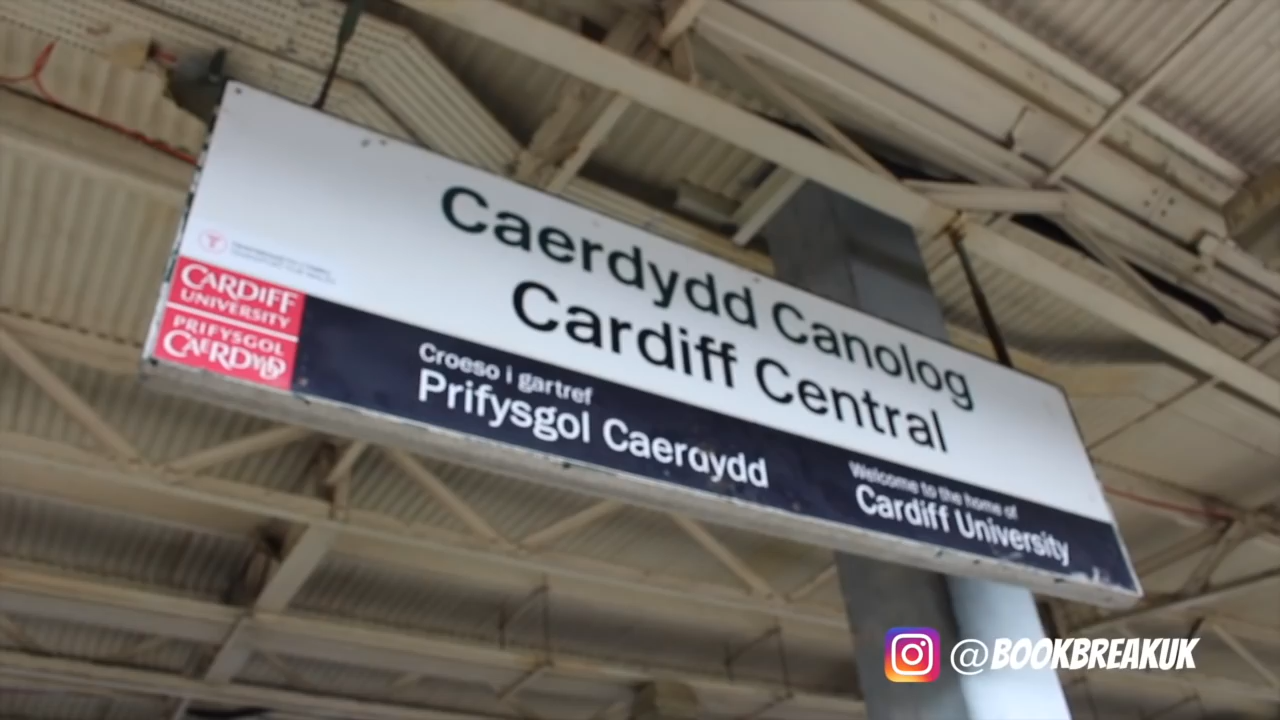 Caerdydd Canolog
Cardiff Central
CARDIFF
UNIVERSITY
PRIFYSGOL
CAERDYDD
Croeso i gartref
Prifysgol Caerdydd
Welcome to the home of
Cardiff University
@BOOKBREAKUK